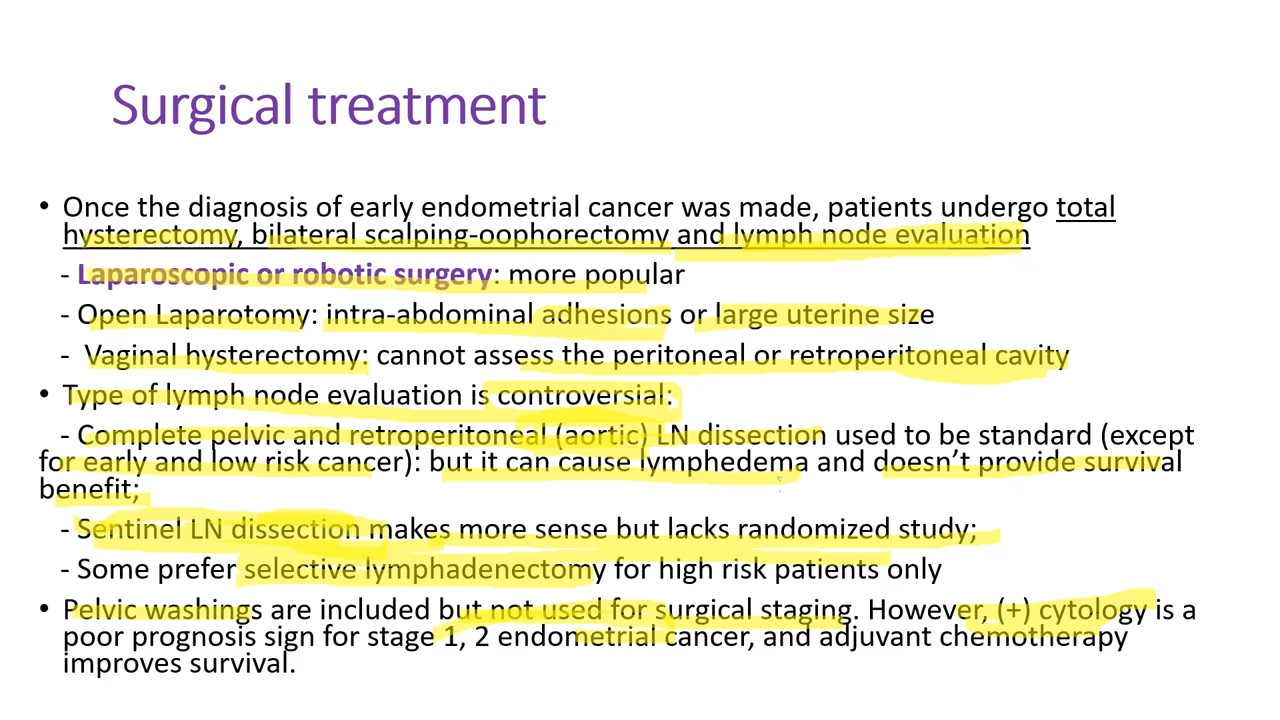 Surgical treatment
• Once the diagnosis of early endometrial cancer was made, patients undergo total
hysterectomy, bilateral scalping-oophorectomy and lymph node evaluation
- Laparoscopic or robotic surgery: more popular
- Open Laparotomy: intra-abdominal adhesions or large uterine size
- Vaginal hysterectomy: cannot assess the peritoneal or retroperitoneal cavity
• Type of lymph node evaluation is controversial:
- Complete pelvic and retroperitoneal (aortic) LN dissection used to be standard (except
for early and low risk cancer): but it can cause lymphedema and doesn’t provide survival
benefit;
- Sentinel LN dissection makes more sense but lacks randomized study;
- Some prefer selective lymphadenectomy for high risk patients only
• Pelvic washings are included but not used for surgical staging. However, (+) cytology is a
poor prognosis sign for stage 1, 2 endometrial cancer, and adjuvant chemotherapy
improves survival.